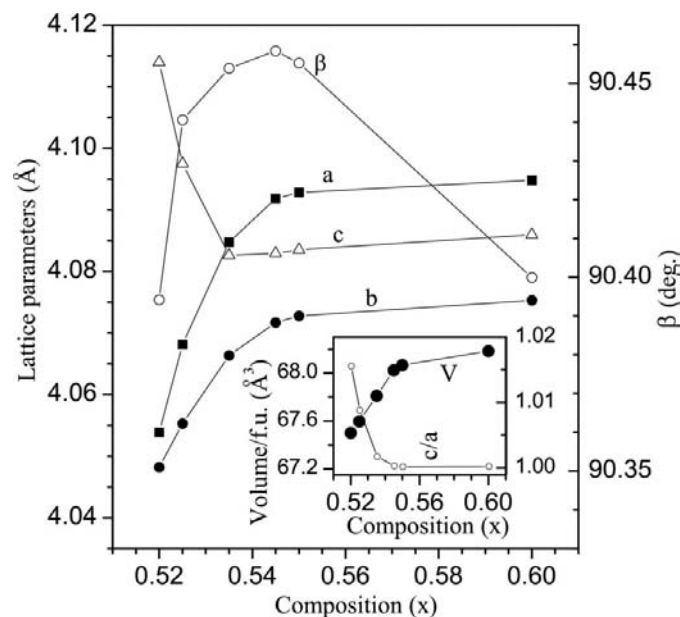 4.12
4.10
4.08
4.06
4.04
Lattice parameters (Å)
β
a
c
b
90.45
90.40
90.35
β (deg.)
68.0
67.6
67.2
Volume/f.u. (Å³)
V
c/a
1.02
1.01
1.00
0.52 0.56 0.60
Composition (x)
0.52 0.54 0.56 0.58 0.60
Composition (x)